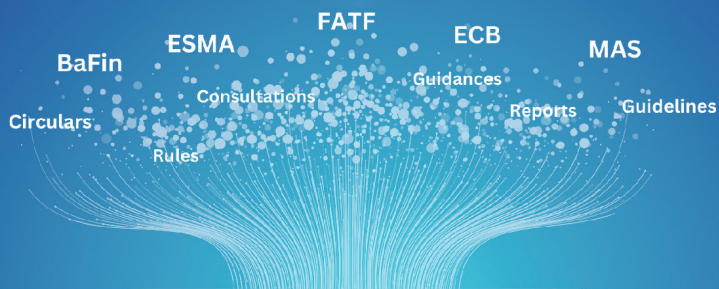 FATF
ESMA
ECB
MAS
BaFin
Guidances
Consultations
Reports
Guidelines
Circulars
Rules